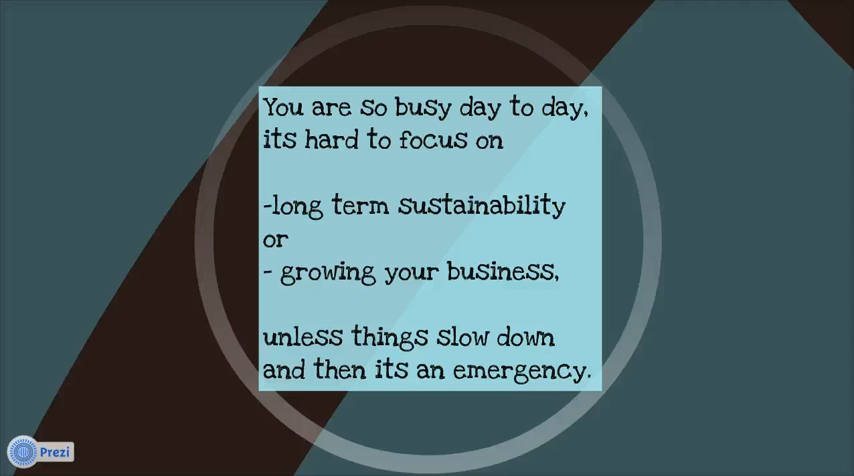 You are so busy day to day,
its hard to focus on
-long term sustainability
or
- growing your business,
unless things slow down
and then its an emergency.
Prezi